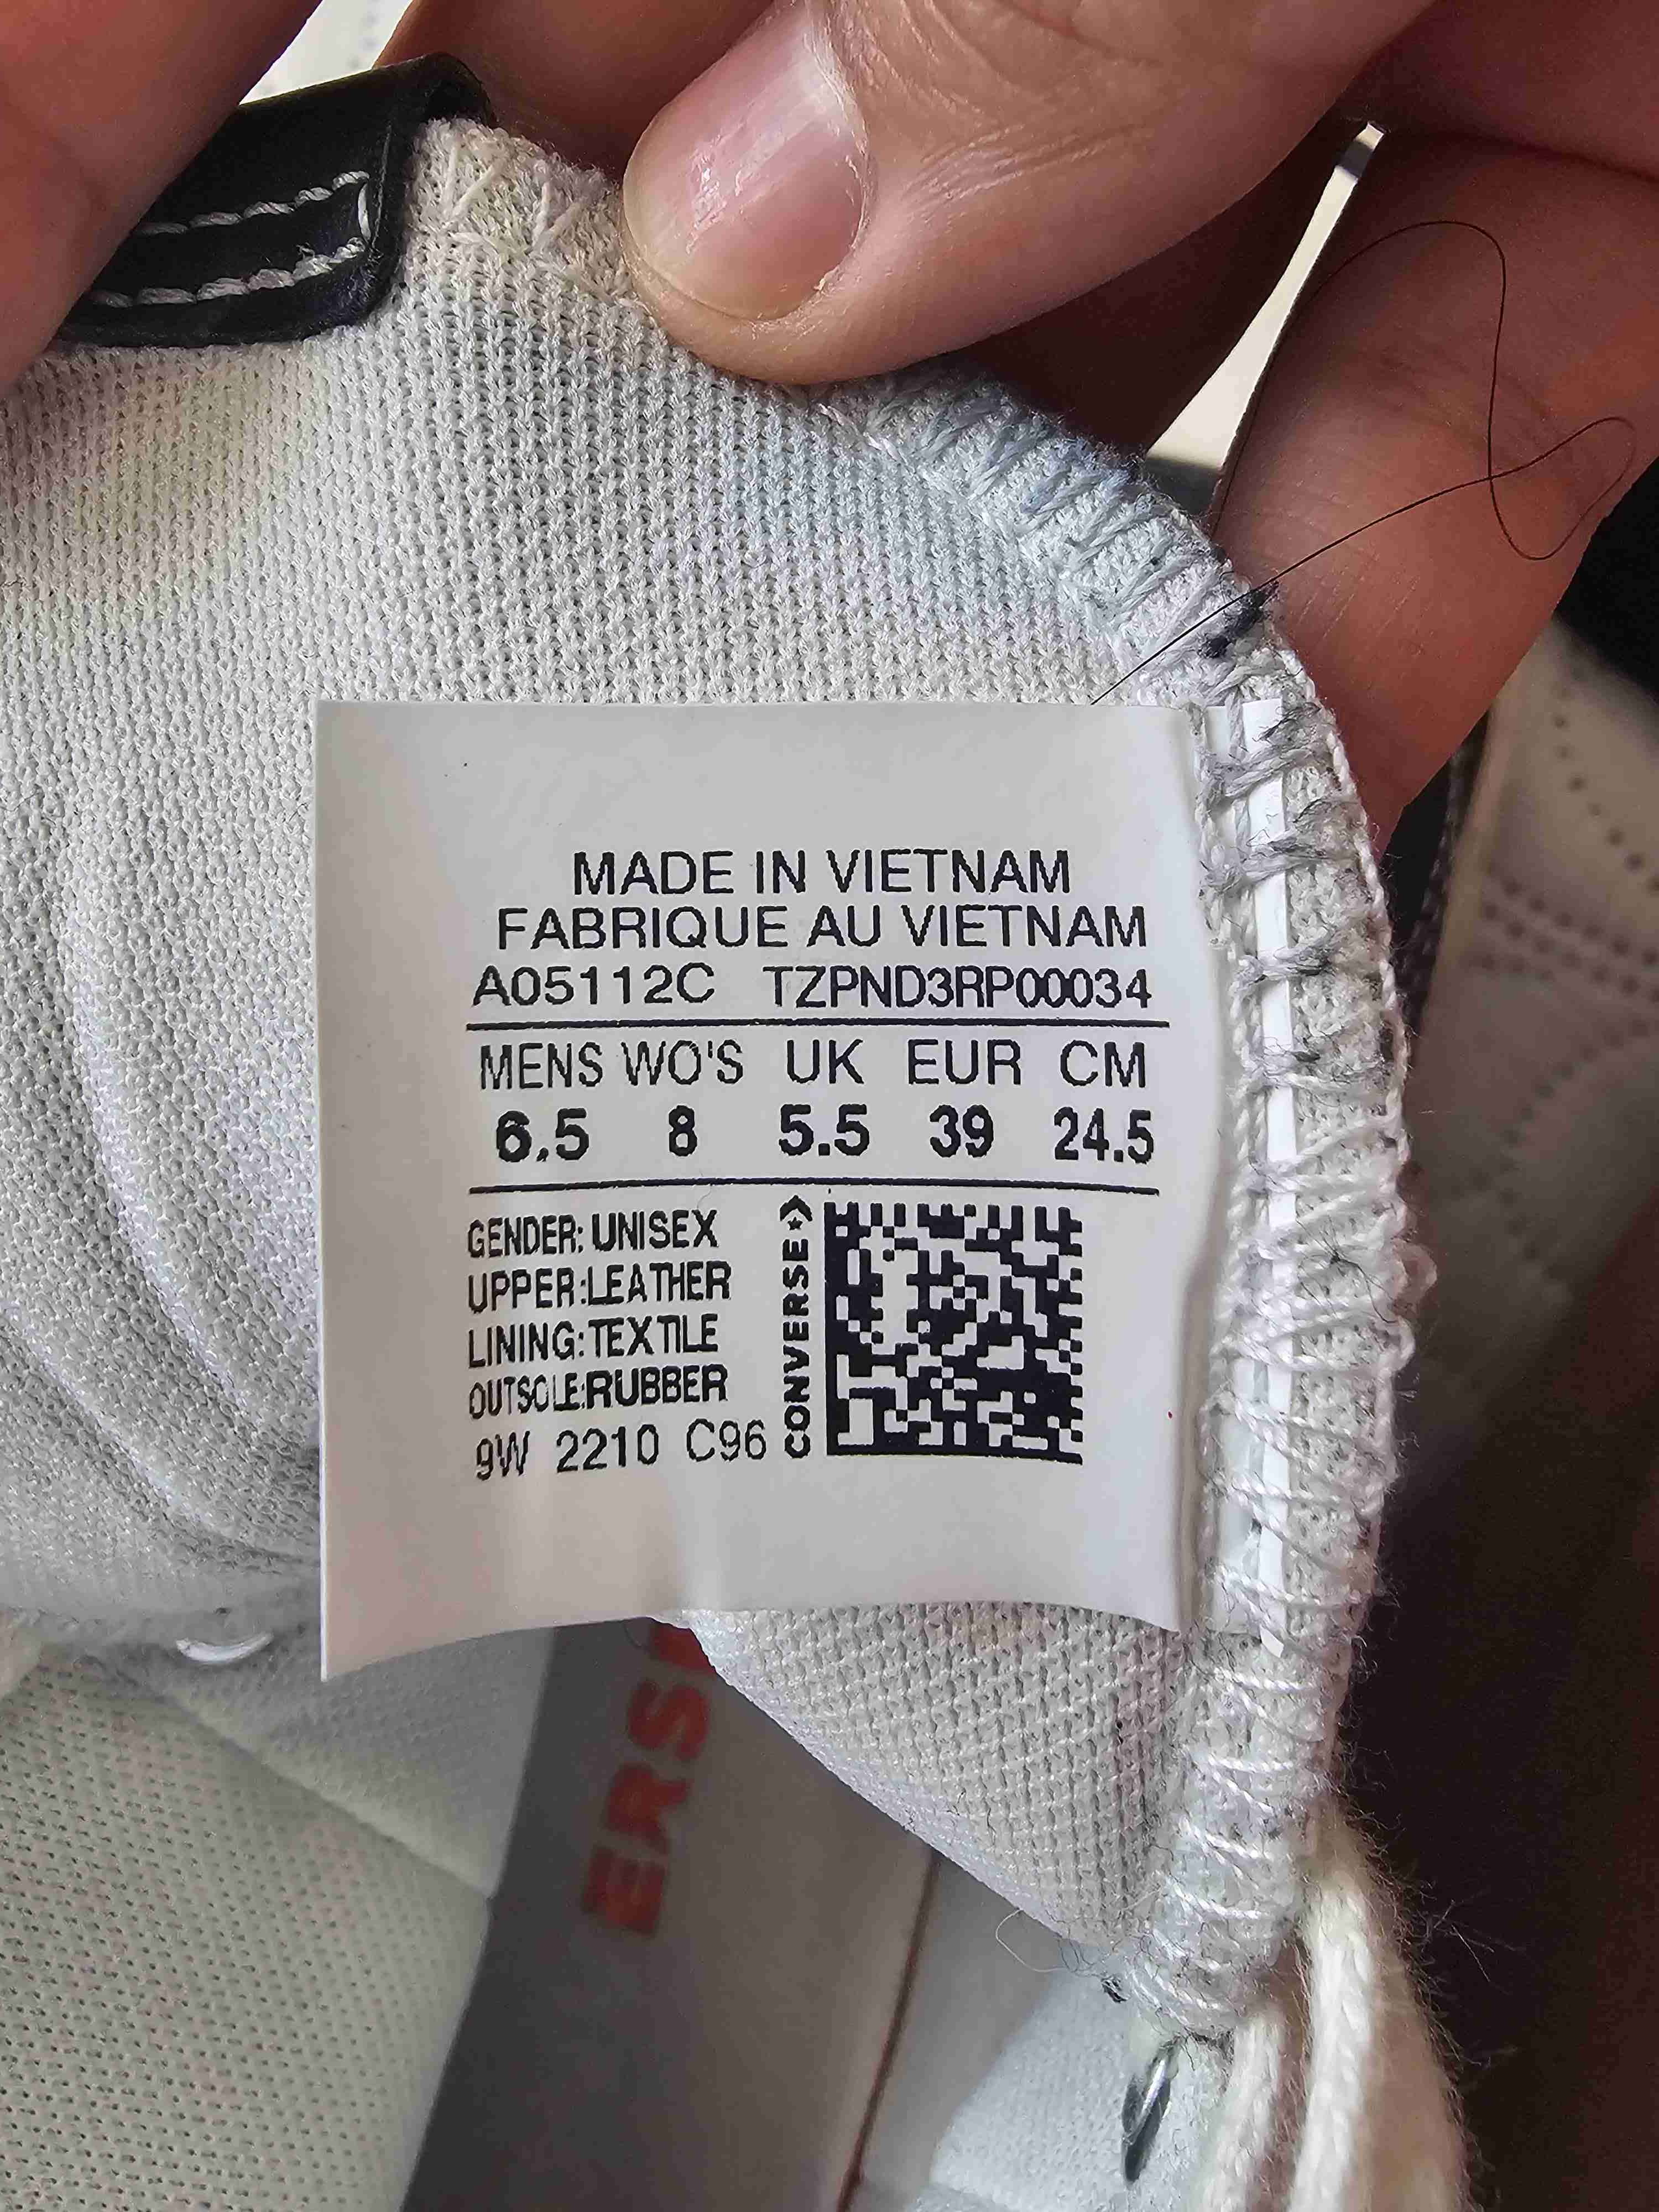 MADE IN VIETNAM
FABRIQUE AU VIETNAM
A05112C TZPND3RP00034
MENS WO'S UK EUR CM
6.5 8 5.5 39 24.5
GENDER: UNISEX
UPPER:LEATHER
LINING:TEXTILE
OUTSOLE:RUBBER
9W 2210 C96
CONVERSE
ERSE